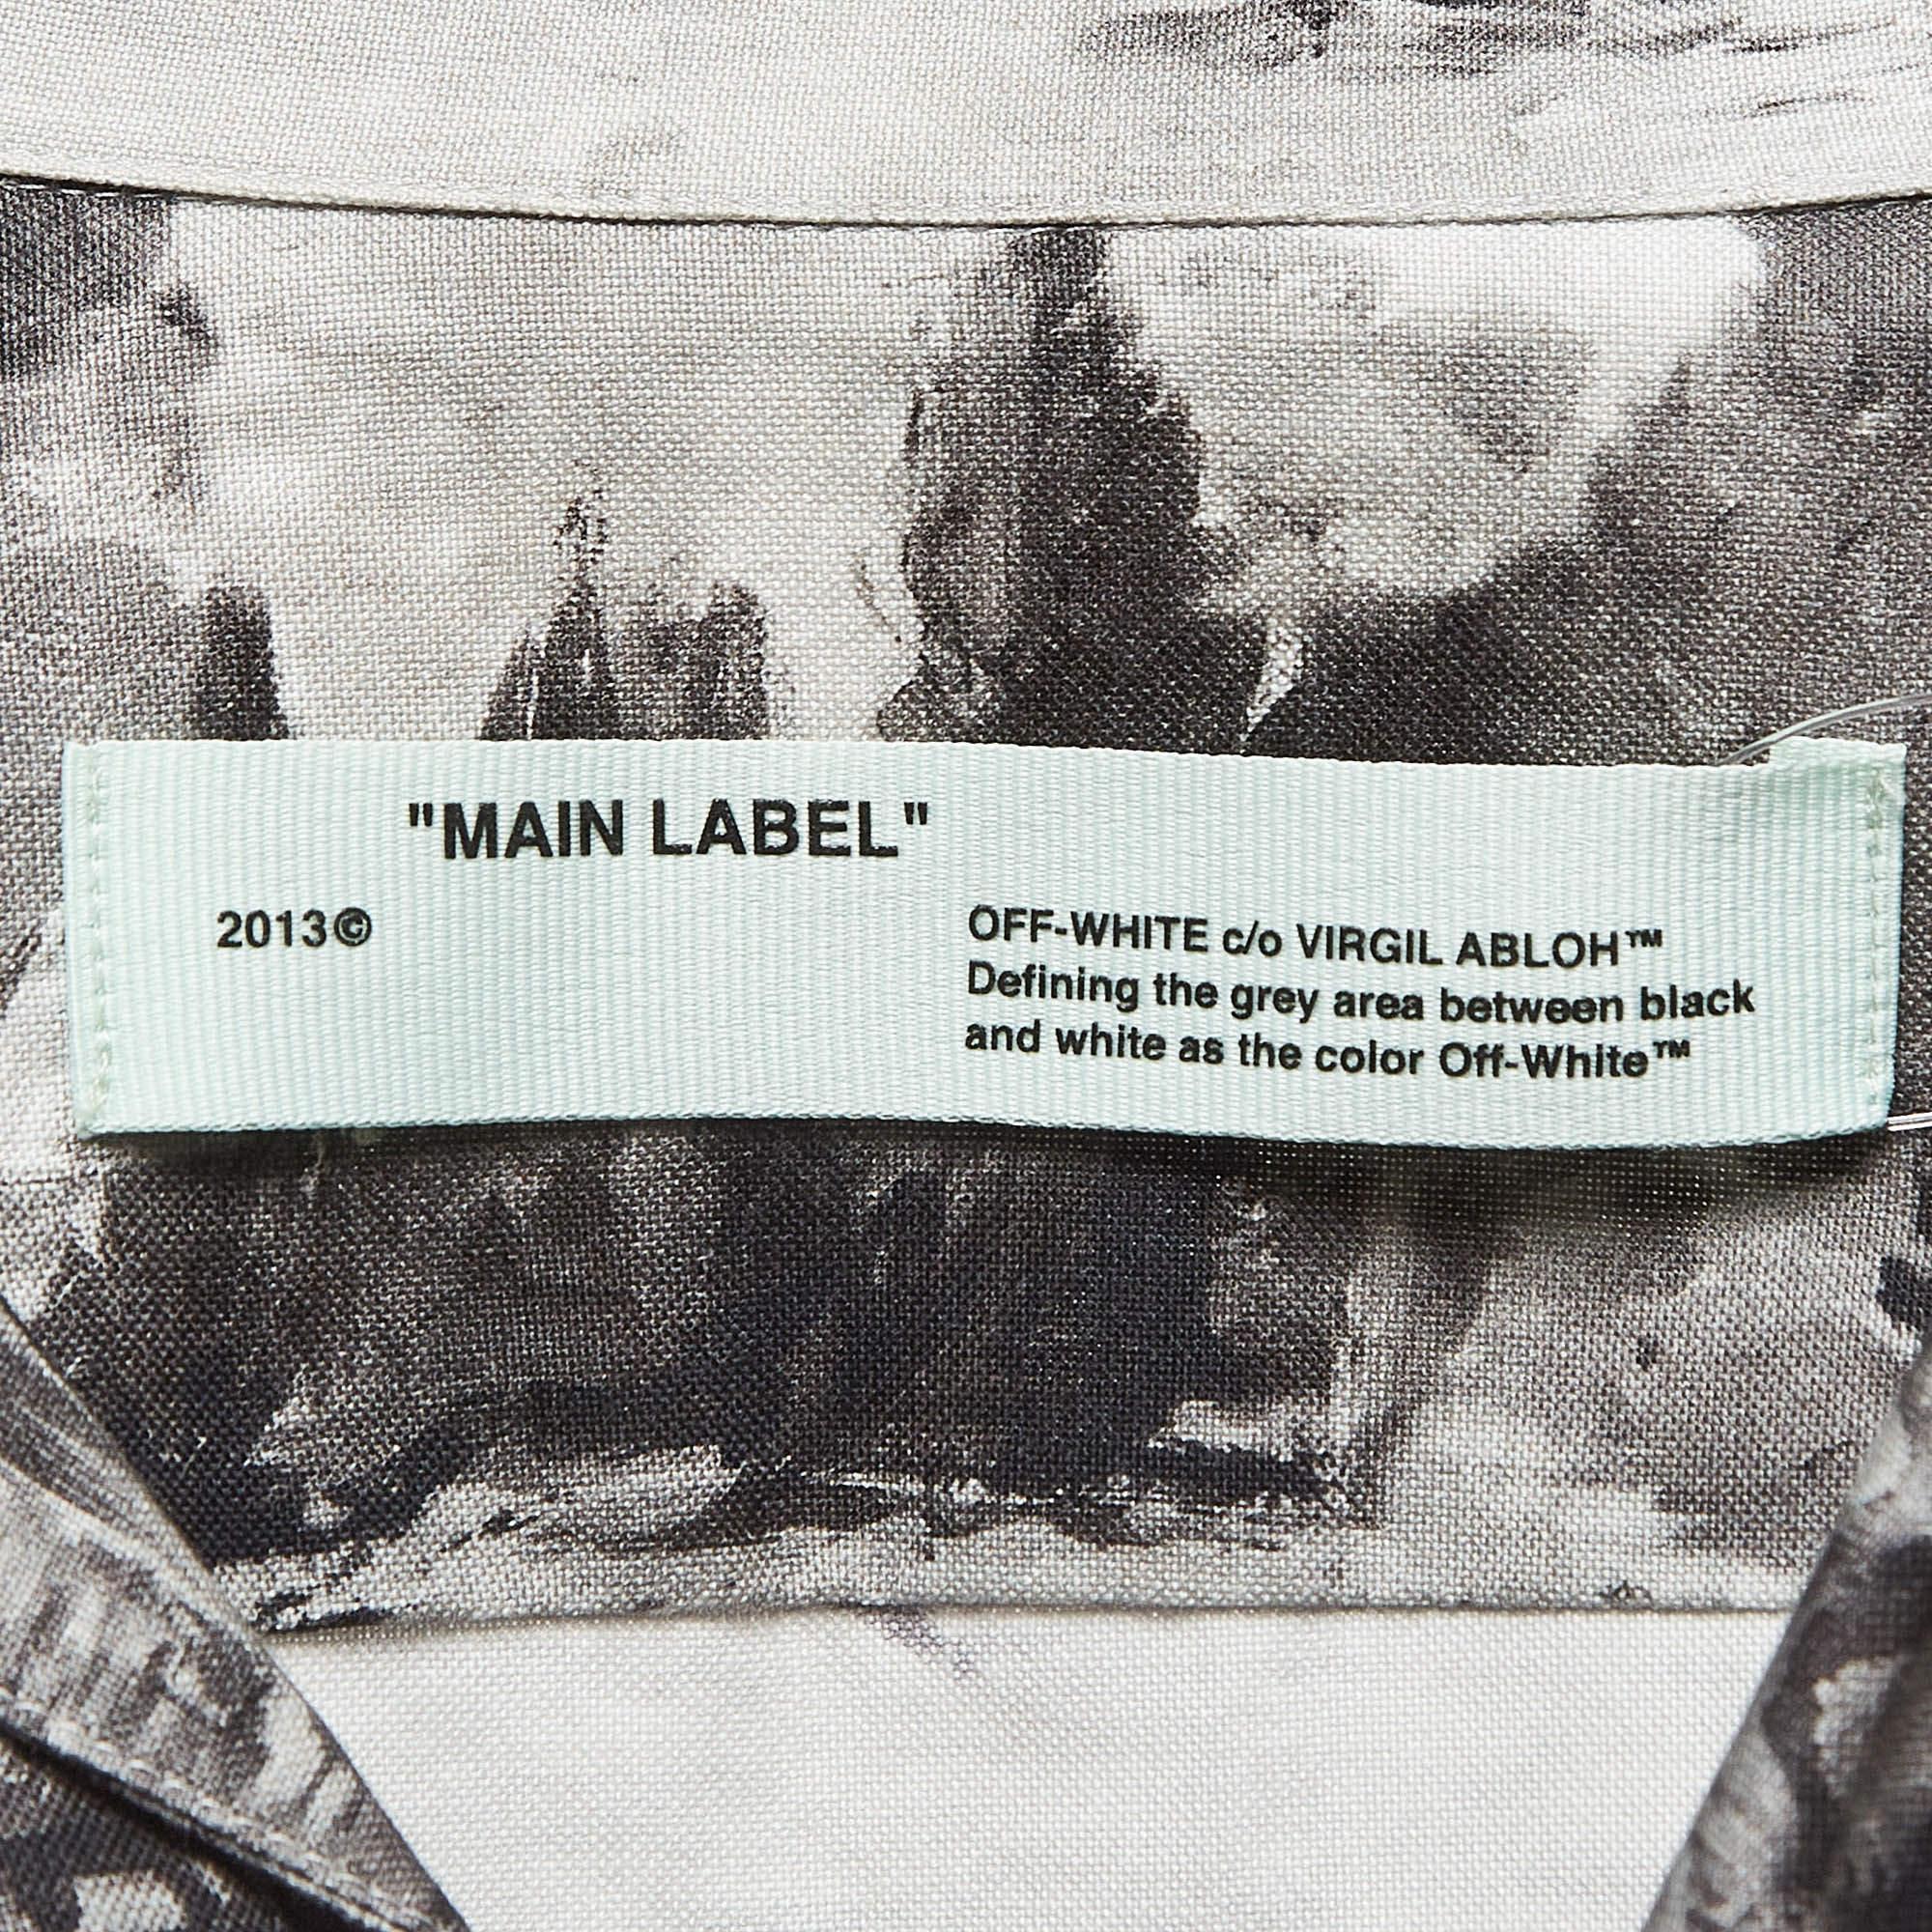 "MAIN LABEL"
2013©
OFF-WHITE c/o VIRGIL ABLOH™
Defining the grey area between black
and white as the color Off-White™